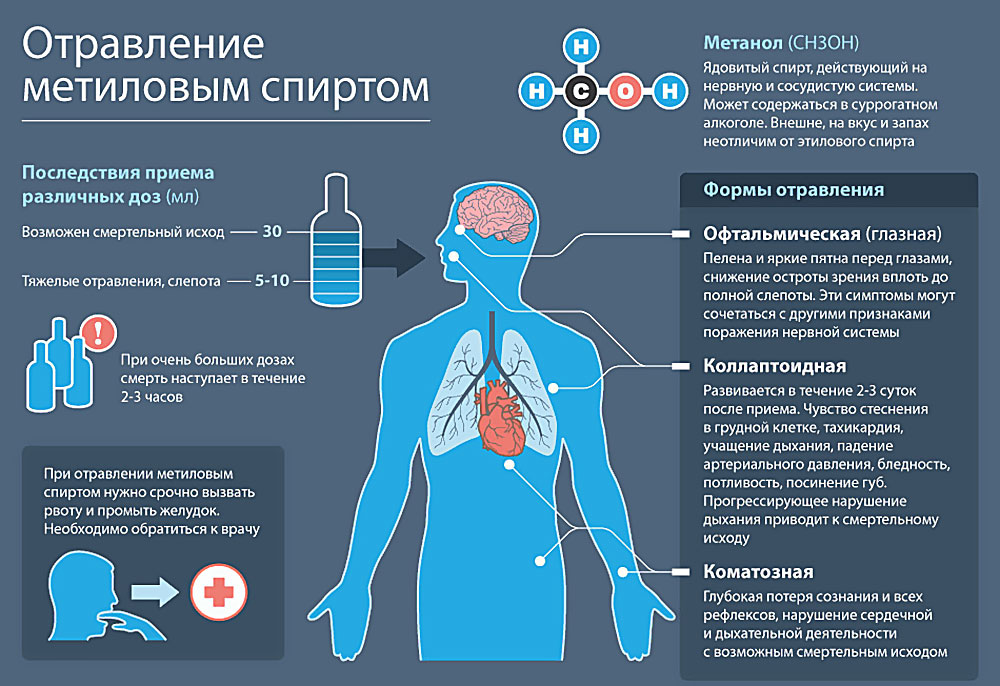 Отравление
метиловым спиртом
H
H C O H
H
Метанол (CH3OH)
Ядовитый спирт, действующий на
нервную и сосудистую системы.
Может содержаться в суррогатном
алкоголе. Внешне, на вкус и запах
неотличим от этилового спирта
Последствия приема
различных доз (мл)
Возможен смертельный исход 30
Тяжелые отравления, слепота 5-10
!
При очень больших дозах
смерть наступает в течение
2-3 часов
При отравлении метиловым
спиртом нужно срочно вызвать
рвоту и промыть желудок.
Необходимо обратиться к врачу
Формы отравления
Офтальмическая (глазная)
Пелена и яркие пятна перед глазами,
снижение остроты зрения вплоть до
полной слепоты. Эти симптомы могут
сочетаться с другими признаками
поражения нервной системы
Коллаптоидная
Развивается в течение 2-3 суток
после приема. Чувство стеснения
в грудной клетке, тахикардия,
учащение дыхания, падение
артериального давления, бледность,
потливость, посинение губ.
Прогрессирующее нарушение
дыхания приводит к смертельному
исходу
Коматозная
Глубокая потеря сознания и всех
рефлексов, нарушение сердечной
и дыхательной деятельности
с возможным смертельным исходом